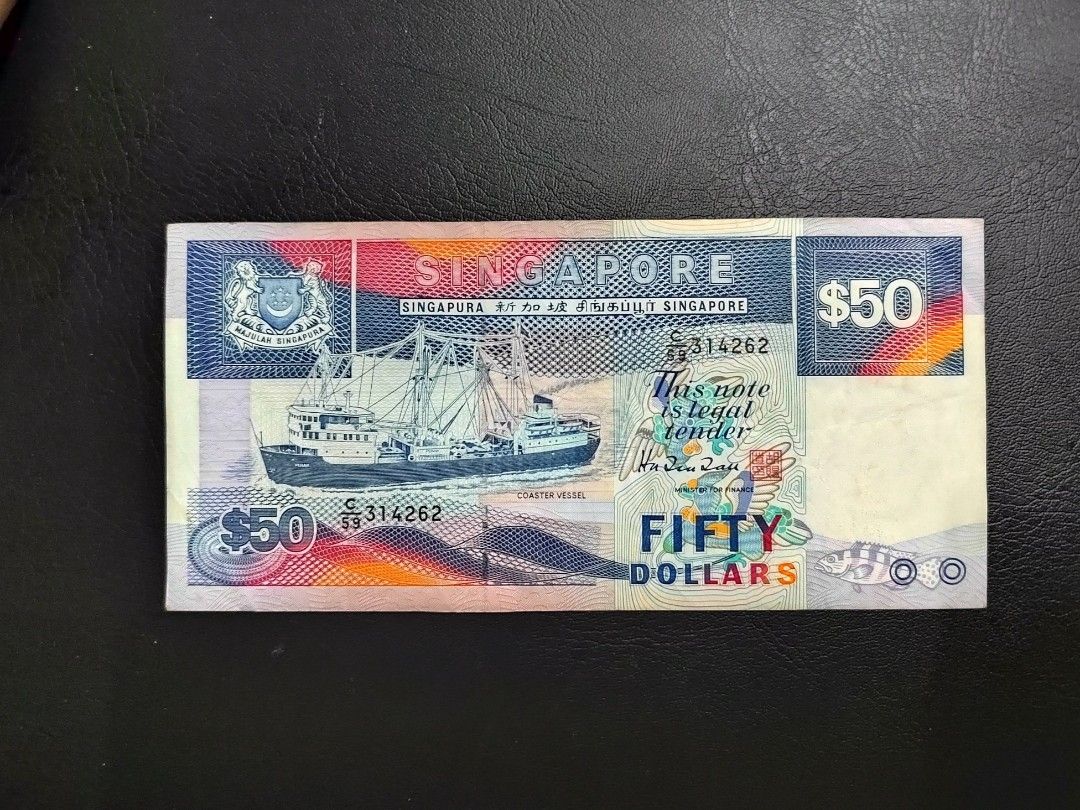 SINGAPORE
SINGAPURA 新加坡 சிங்கப்பூர் SINGAPORE
MAJULAH SINGAPURA
$50
C/59 314262
This note
is legal
tender
MINISTER FOR FINANCE
COASTER VESSEL
C/59 314262
$50
FIFTY
DOLLARS